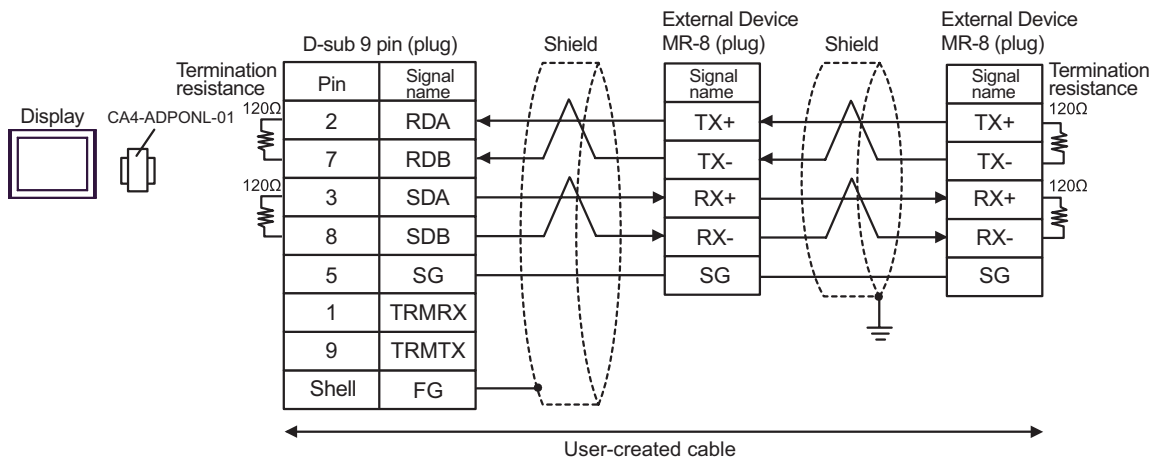 External Device
MR-8 (plug)
External Device
MR-8 (plug)
D-sub 9 pin (plug)
Shield
Shield
Termination
resistance
Termination
resistance
Display
CA4-ADPONL-01
120Ω
120Ω
120Ω
120Ω
Pin
Signal
name
2
RDA
7
RDB
3
SDA
8
SDB
5
SG
1
TRMRX
9
TRMTX
Shell
FG
Signal
name
TX+
TX-
RX+
RX-
SG
Signal
name
TX+
TX-
RX+
RX-
SG
User-created cable